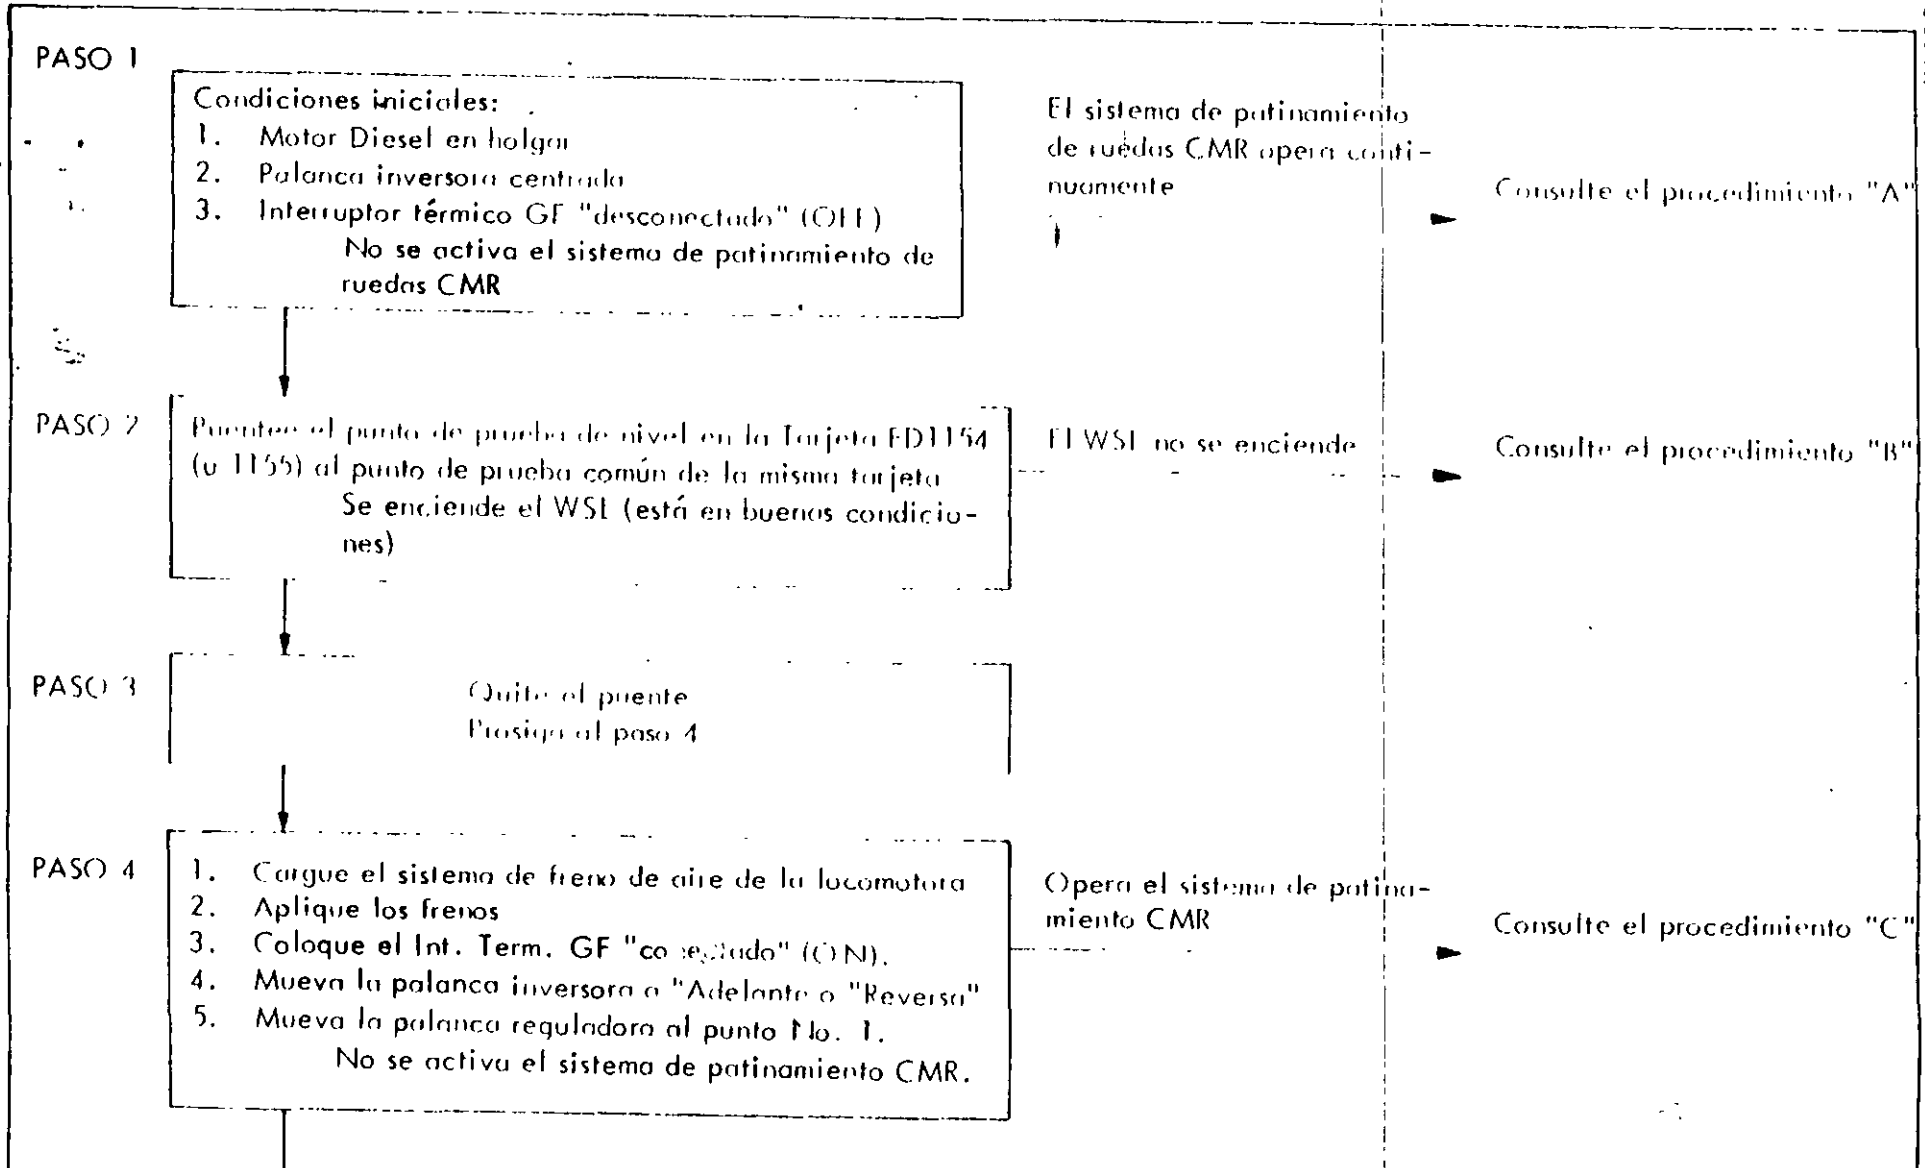 PASO 1
Condiciones iniciales:
1. Motor Diesel en holgar
2. Palanca inversora centrada
3. Interruptor térmico GF "desconectado" (OFF)
No se activa el sistema de patinamiento de
ruedas CMR
El sistema de patinamiento
de ruedas CMR opera conti-
nuamente
Consulte el procedimiento "A"
PASO 2
Puentee el punto de prueba de nivel en la Tarjeta FD1154
(o 1155) al punto de prueba común de la misma tarjeta
Se enciende el WSL (está en buenas condicio-
nes)
El WSL no se enciende
Consulte el procedimiento "B"
PASO 3
Quite el puente
Prosiga al paso 4
PASO 4
1. Cargue el sistema de freno de aire de la locomotora
2. Aplique los frenos
3. Coloque el Int. Term. GF "conectado" (ON).
4. Mueva la palanca inversora a "Adelante o "Reversa"
5. Mueva la palanca reguladora al punto No. 1.
No se activa el sistema de patinamiento CMR.
Opera el sistema de patina-
miento CMR
Consulte el procedimiento "C"